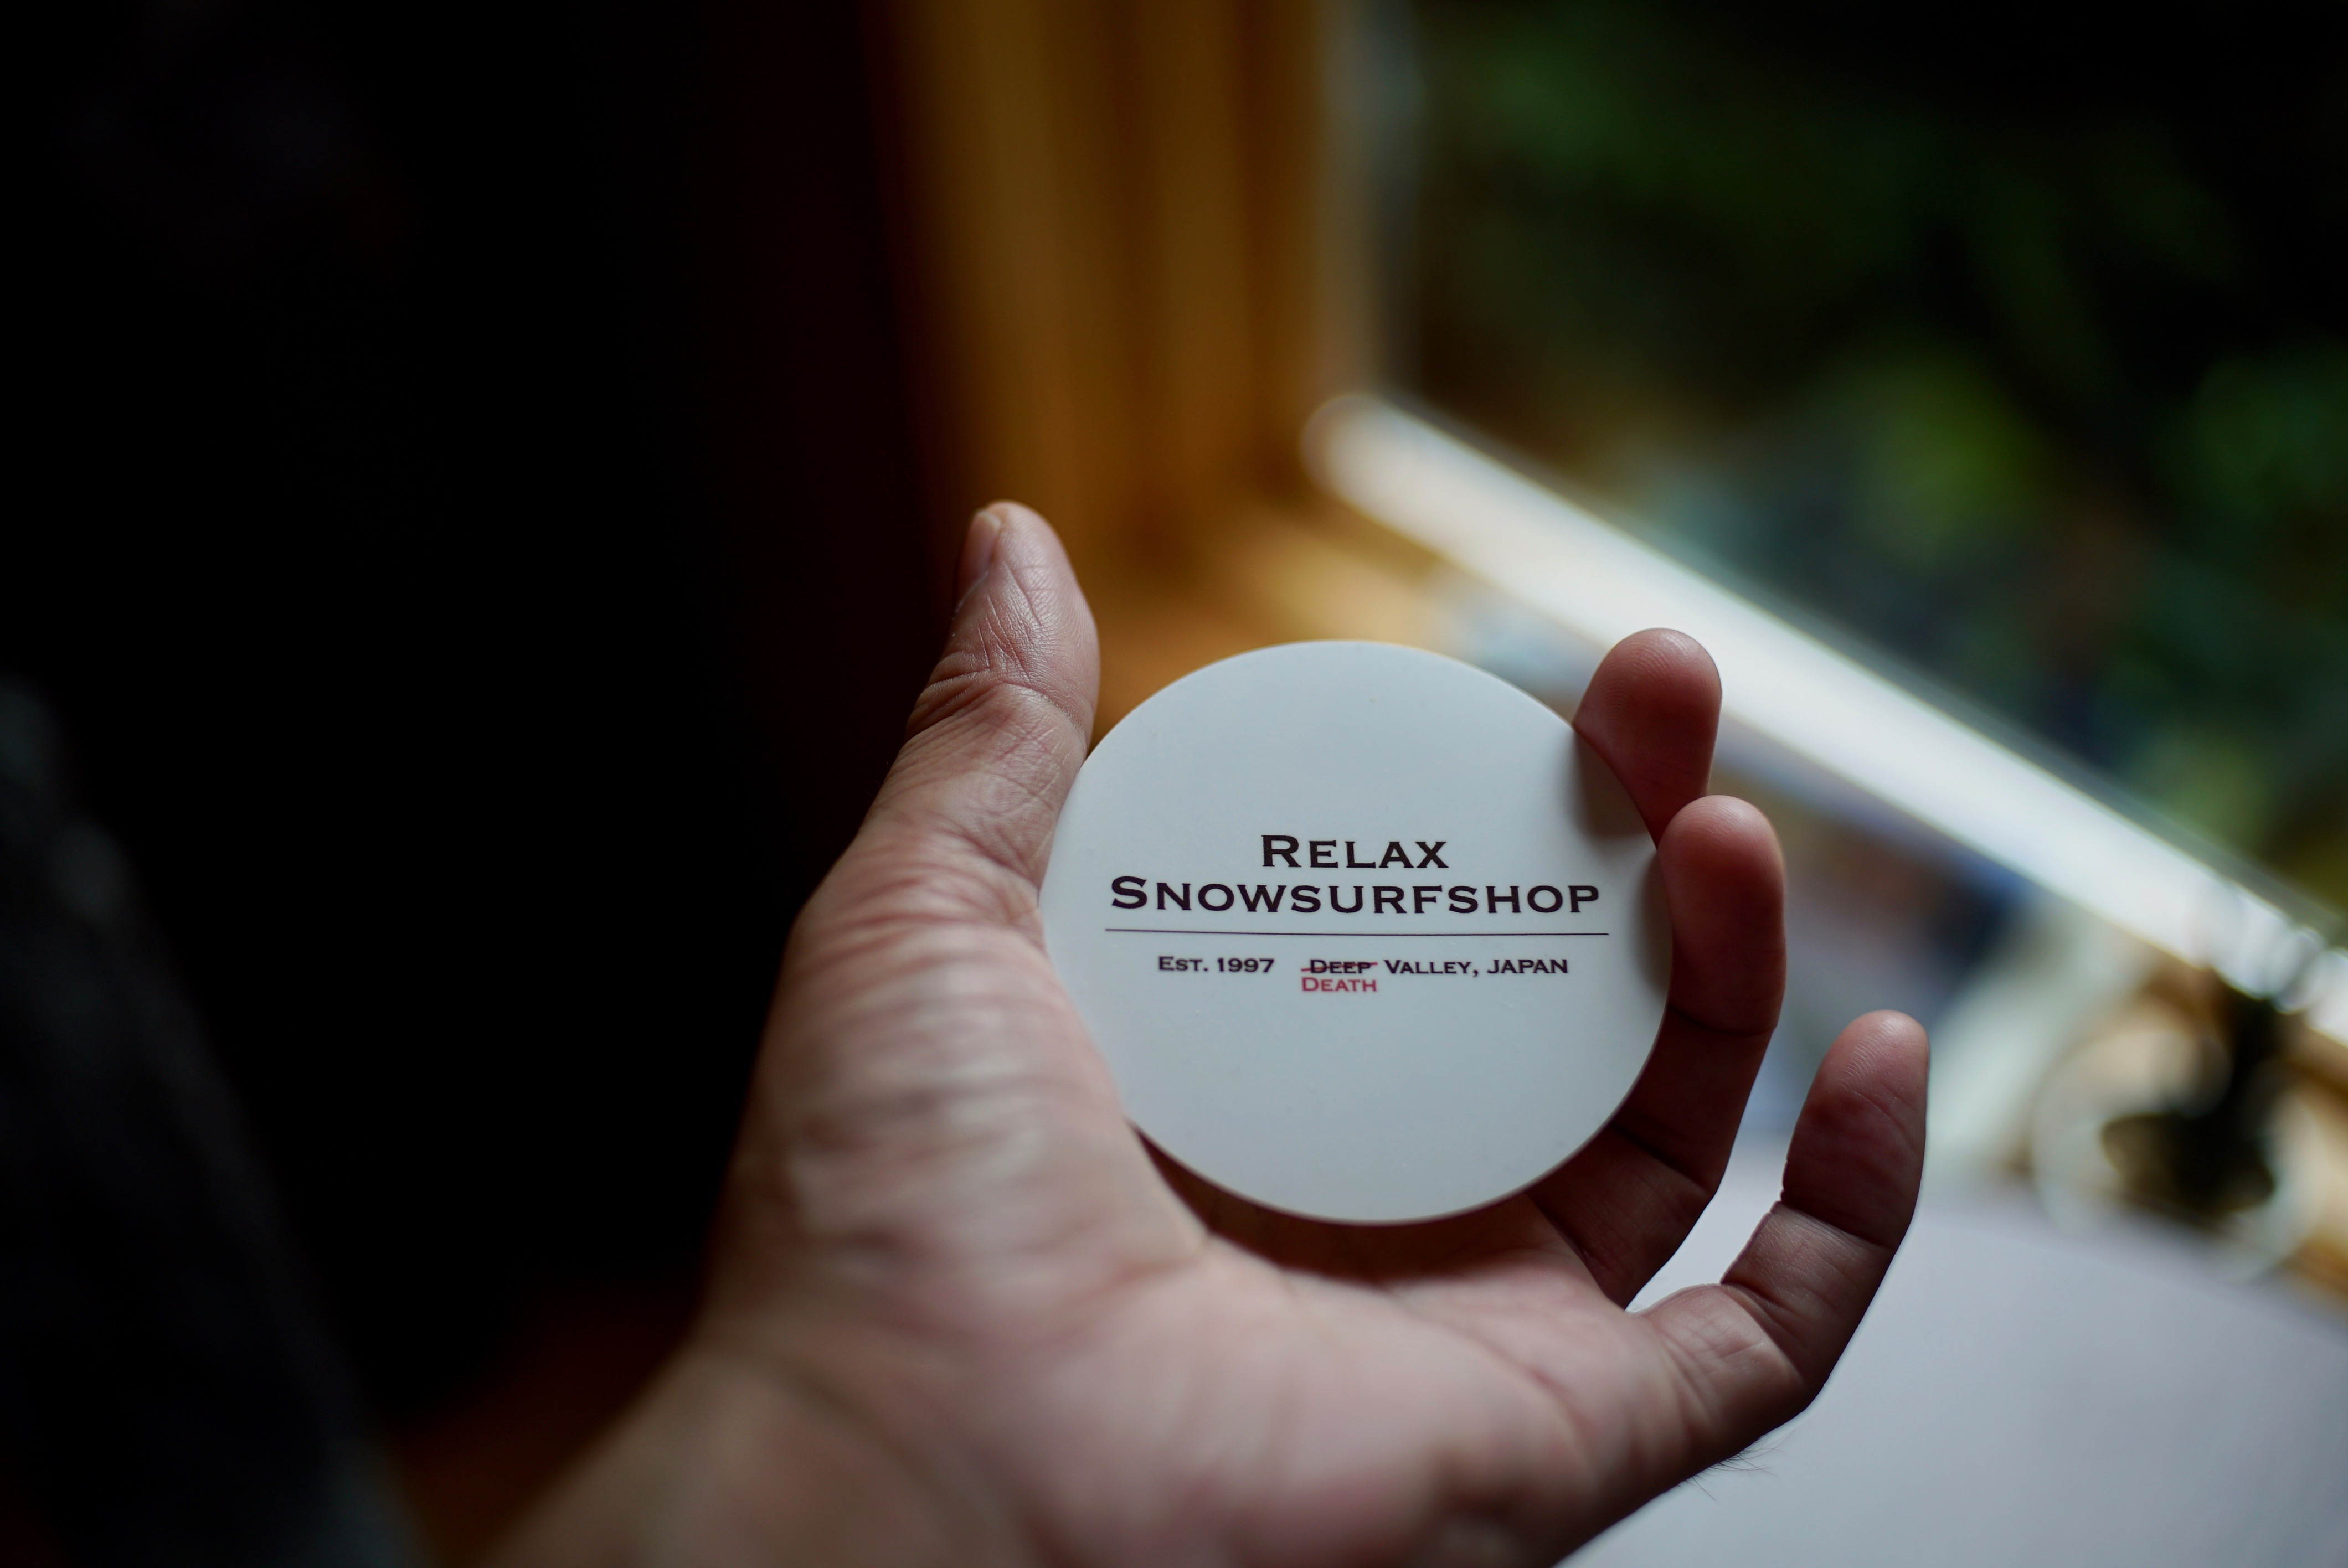 RELAX
SNOWSURFSHOP
EST. 1997 DEEP VALLEY, JAPAN
DEATH